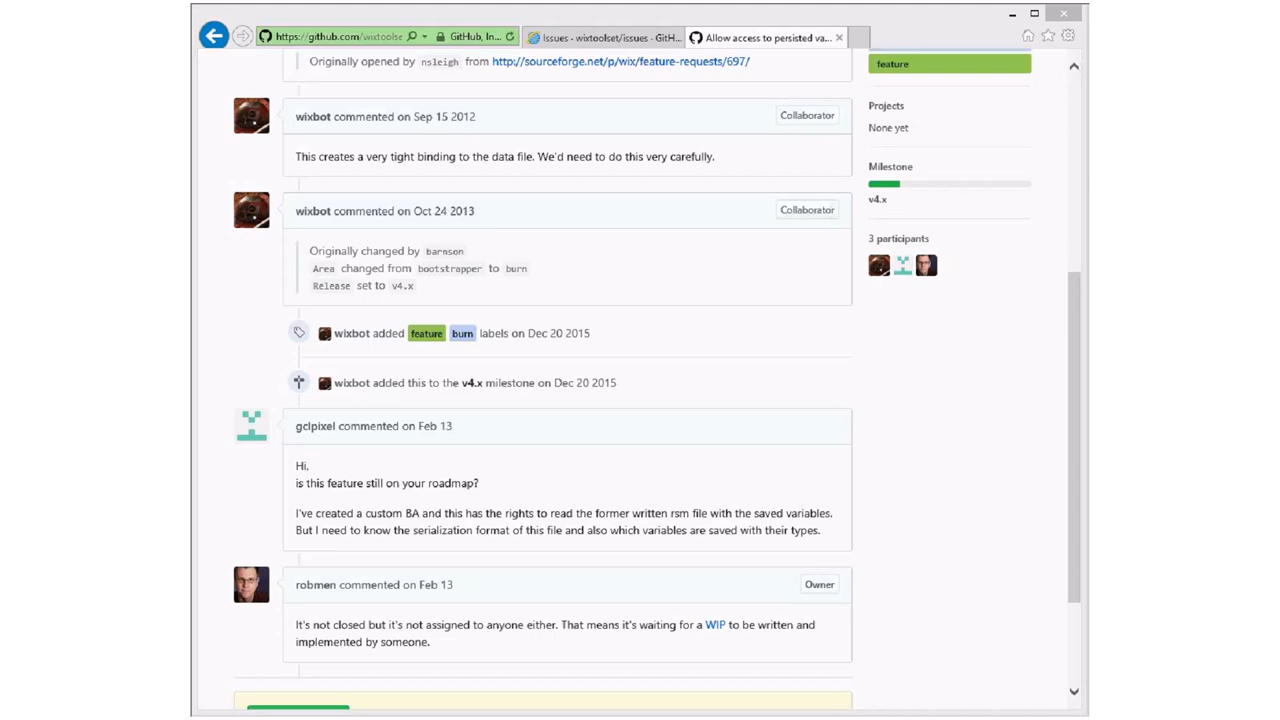 https://github.com/wixtoolse
GitHub, In...
Issues - wixtoolset/issues - GitH...
Allow access to persisted va...
Originally opened by nsleigh from http://sourceforge.net/p/wix/feature-requests/697/
feature
wixbot commented on Sep 15 2012
Collaborator
This creates a very tight binding to the data file. We'd need to do this very carefully.
Projects
None yet
Milestone
v4.x
3 participants
wixbot commented on Oct 24 2013
Collaborator
Originally changed by barnson
Area changed from bootstrapper to burn
Release set to v4.x
wixbot added feature burn labels on Dec 20 2015
wixbot added this to the v4.x milestone on Dec 20 2015
gclpixel commented on Feb 13
Hi,
is this feature still on your roadmap?
I've created a custom BA and this has the rights to read the former written rsm file with the saved variables.
But I need to know the serialization format of this file and also which variables are saved with their types.
robmen commented on Feb 13
Owner
It's not closed but it's not assigned to anyone either. That means it's waiting for a WIP to be written and
implemented by someone.